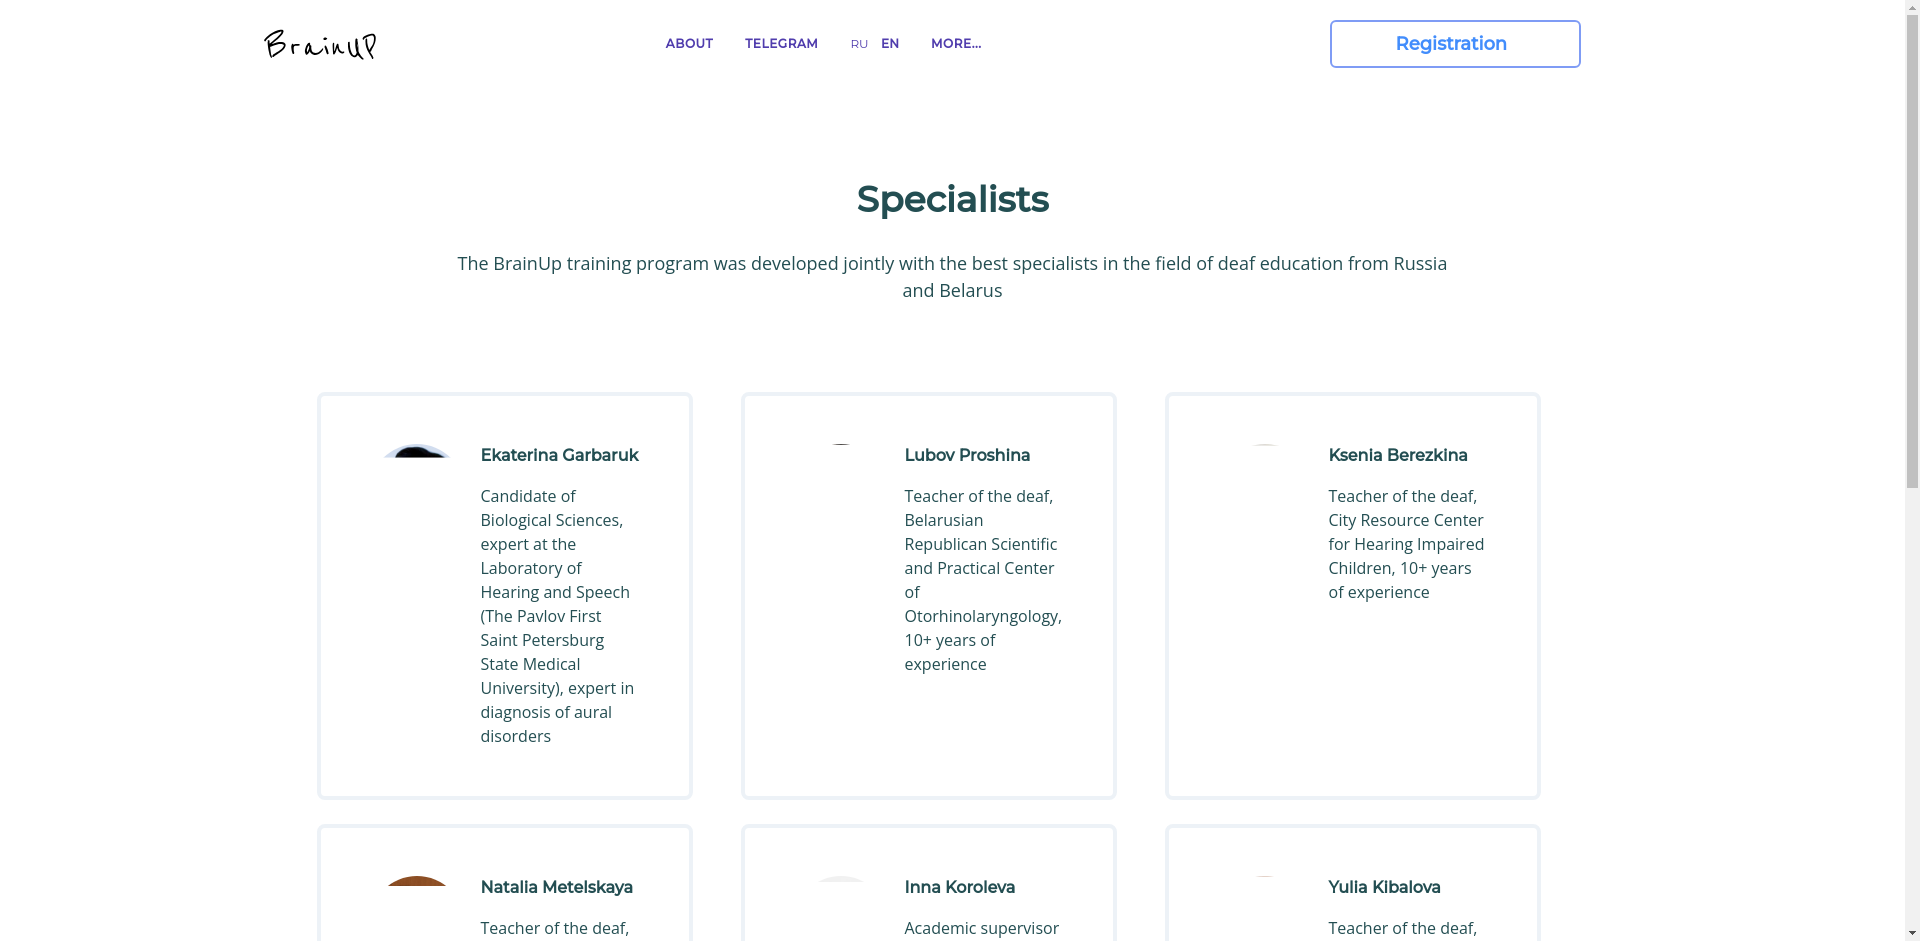 BrainUP
ABOUT
TELEGRAM
RU
EN
MORE...
Registration
Specialists
The BrainUp training program was developed jointly with the best specialists in the field of deaf education from Russia
and Belarus
Ekaterina Garbaruk
Candidate of
Biological Sciences,
expert at the
Laboratory of
Hearing and Speech
(The Pavlov First
Saint Petersburg
State Medical
University), expert in
diagnosis of aural
disorders
Lubov Proshina
Teacher of the deaf,
Belarusian
Republican Scientific
and Practical Center
of
Otorhinolaryngology,
10+ years of
experience
Ksenia Berezkina
Teacher of the deaf,
City Resource Center
for Hearing Impaired
Children, 10+ years
of experience
Natalia Metelskaya
Teacher of the deaf,
Inna Koroleva
Academic supervisor
Yulia Kibalova
Teacher of the deaf,